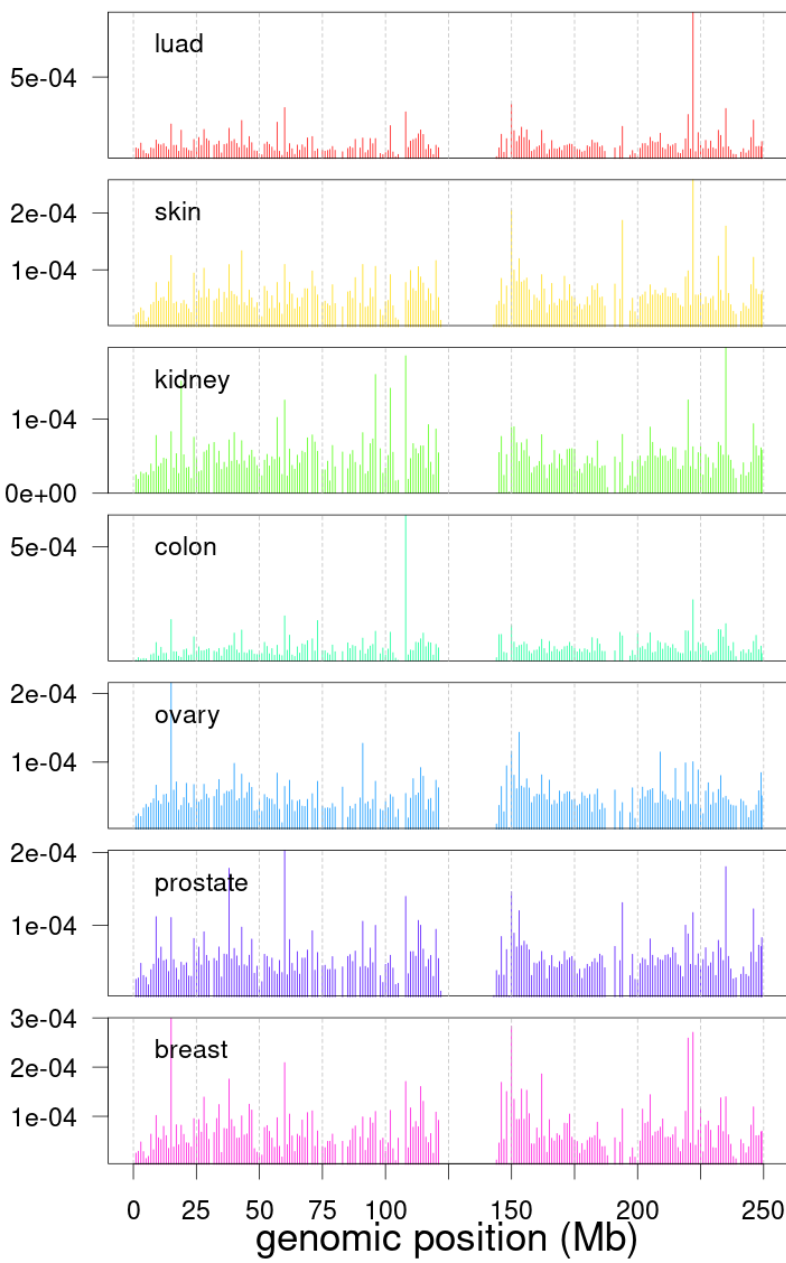 luad
5e-04
skin
2e-04
1e-04
kidney
1e-04
0e+00
colon
5e-04
ovary
2e-04
1e-04
prostate
2e-04
1e-04
breast
3e-04
2e-04
1e-04
0 25 50 75 100 150 200 250
genomic position (Mb)